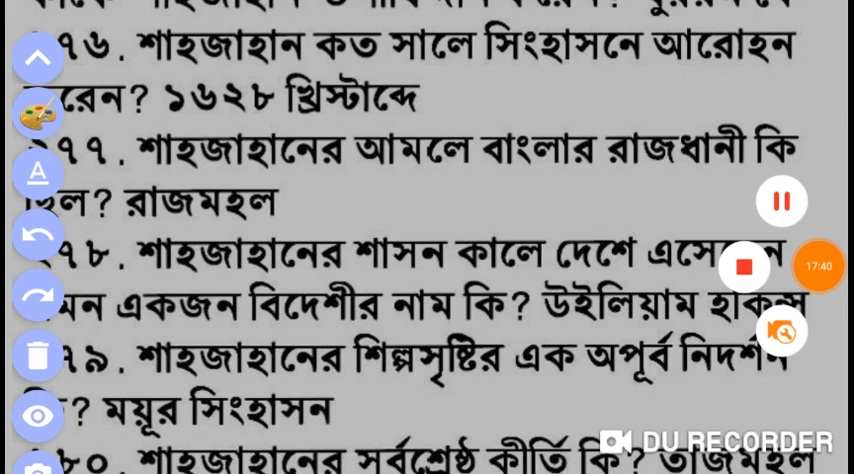 ৭৬. শাহজাহান কত সালে সিংহাসনে আরোহন
করেন? ১৬২৮ খ্রিস্টাব্দে
৭৭. শাহজাহানের আমলে বাংলার রাজধানী কি
ছিল? রাজমহল
৭৮. শাহজাহানের শাসন কালে দেশে এসেছেন
এমন একজন বিদেশীর নাম কি? উইলিয়াম হকিন্স
৭৯. শাহজাহানের শিল্পসৃষ্টির এক অপূর্ব নিদর্শন
? ময়ূর সিংহাসন
৮০. শাহজাহানের সর্বশ্রেষ্ঠ কীর্তি কি? তাজমহল
17:40
DU RECORDER
A